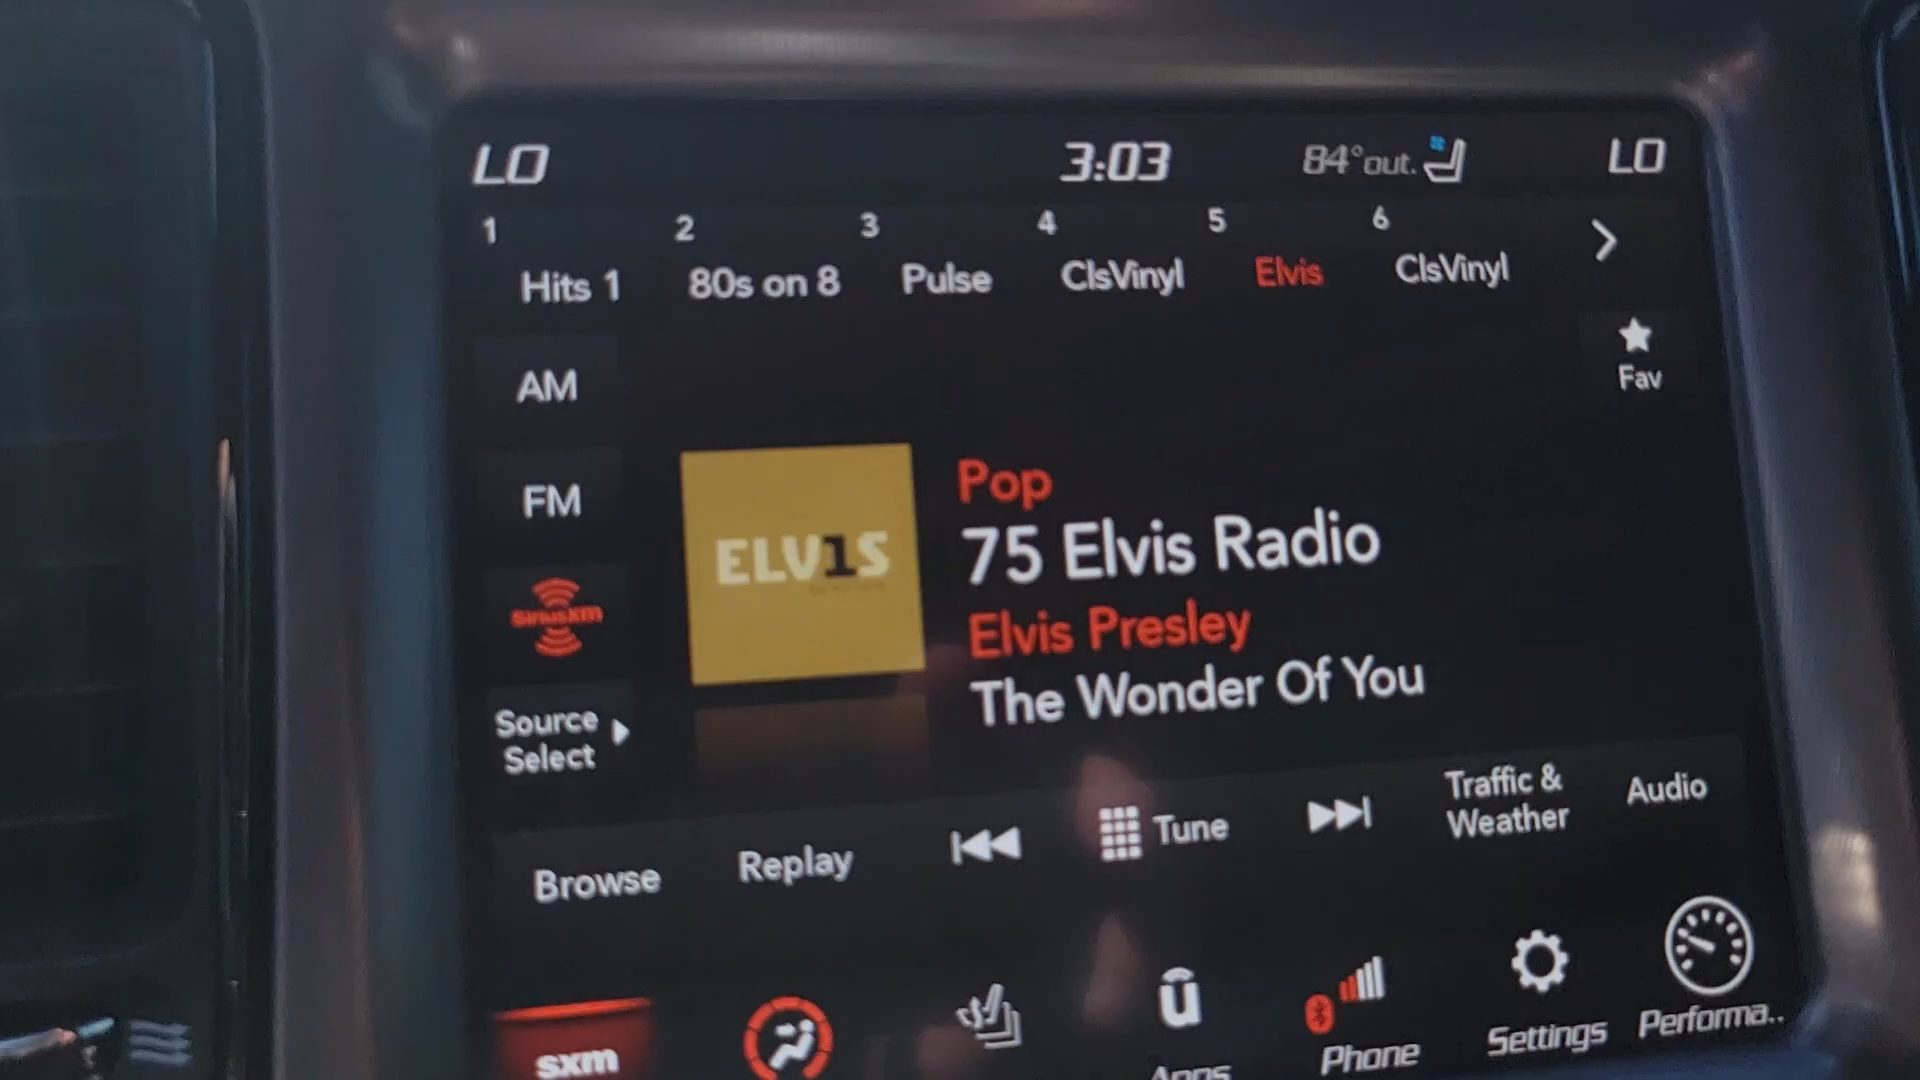 LO 3:03 84°out. LO
1 2 3 4 5 6
Hits 1 80s on 8 Pulse ClsVinyl Elvis ClsVinyl
Fav
AM
FM
SiriusXM
Source
Select
ELV1S
Pop
75 Elvis Radio
Elvis Presley
The Wonder Of You
Browse Replay Tune
Traffic &
Weather
Audio
sxm
u
Apps Phone Settings Performa..